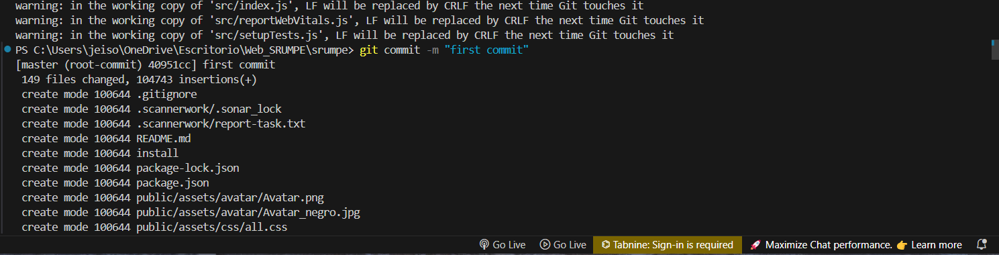 warning: in the working copy of 'src/index.js', LF will be replaced by CRLF the next time Git touches it
warning: in the working copy of 'src/reportWebVitals.js', LF will be replaced by CRLF the next time Git touches it
warning: in the working copy of 'src/setupTests.js', LF will be replaced by CRLF the next time Git touches it
PS C:\Users\jeiso\OneDrive\Escritorio\Web_SRUMPE\srumpe> git commit -m "first commit"
[master (root-commit) 40951cc] first commit
149 files changed, 104743 insertions(+)
create mode 100644 .gitignore
create mode 100644 .scannerwork/.sonar_lock
create mode 100644 .scannerwork/report-task.txt
create mode 100644 README.md
create mode 100644 install
create mode 100644 package-lock.json
create mode 100644 package.json
create mode 100644 public/assets/avatar/Avatar.png
create mode 100644 public/assets/avatar/Avatar_negro.jpg
create mode 100644 public/assets/css/all.css
Go Live Go Live Tabnine: Sign-in is required 🚀 Maximize Chat performance. 👉 Learn more